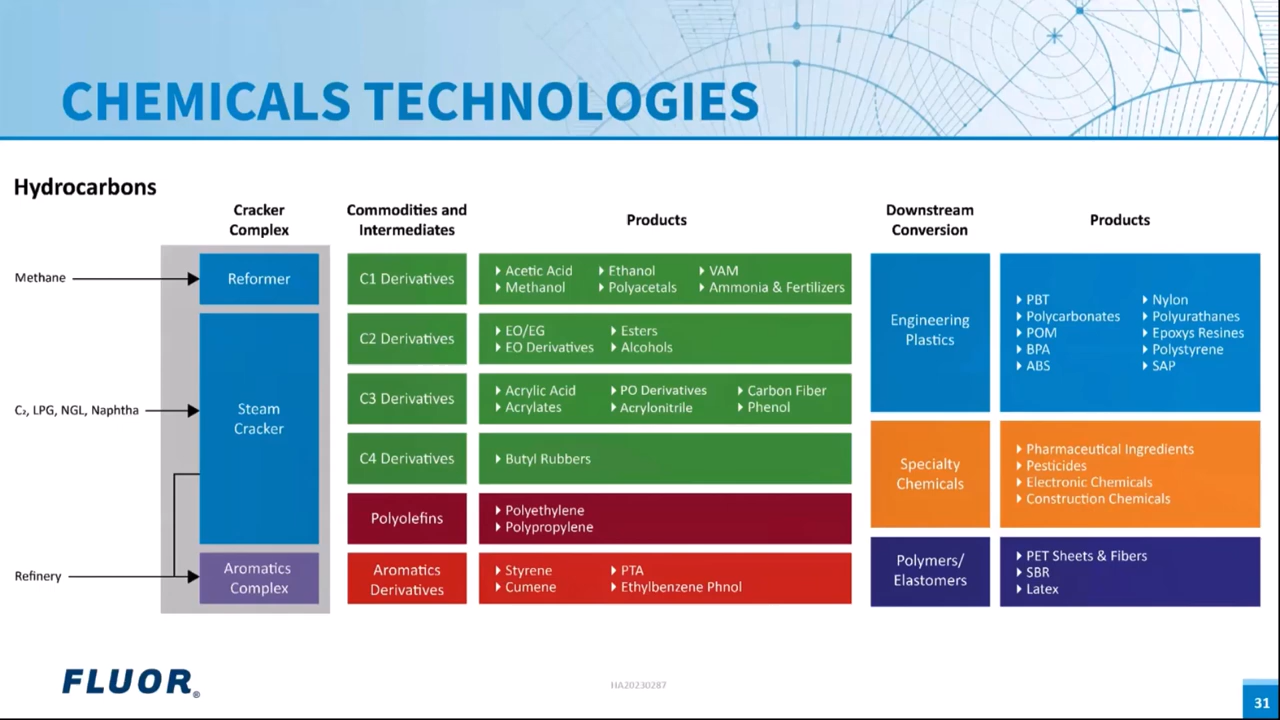 CHEMICALS TECHNOLOGIES
Hydrocarbons
Cracker
Complex
Commodities and
Intermediates
Products
Downstream
Conversion
Products
Methane
Reformer
C₂, LPG, NGL, Naphtha
Steam
Cracker
Refinery
Aromatics
Complex
C1 Derivatives
Acetic Acid Ethanol VAM
Methanol Polyacetals Ammonia & Fertilizers
C2 Derivatives
EO/EG Esters
EO Derivatives Alcohols
C3 Derivatives
Acrylic Acid PO Derivatives Carbon Fiber
Acrylates Acrylonitrile Phenol
C4 Derivatives
Butyl Rubbers
Polyolefins
Polyethylene
Polypropylene
Aromatics
Derivatives
Styrene PTA
Cumene Ethylbenzene Phnol
Engineering
Plastics
PBT Nylon
Polycarbonates Polyurathanes
POM Epoxys Resines
BPA Polystyrene
ABS SAP
Specialty
Chemicals
Pharmaceutical Ingredients
Pesticides
Electronic Chemicals
Construction Chemicals
Polymers/
Elastomers
PET Sheets & Fibers
SBR
Latex
FLUOR®
HA20230287
31